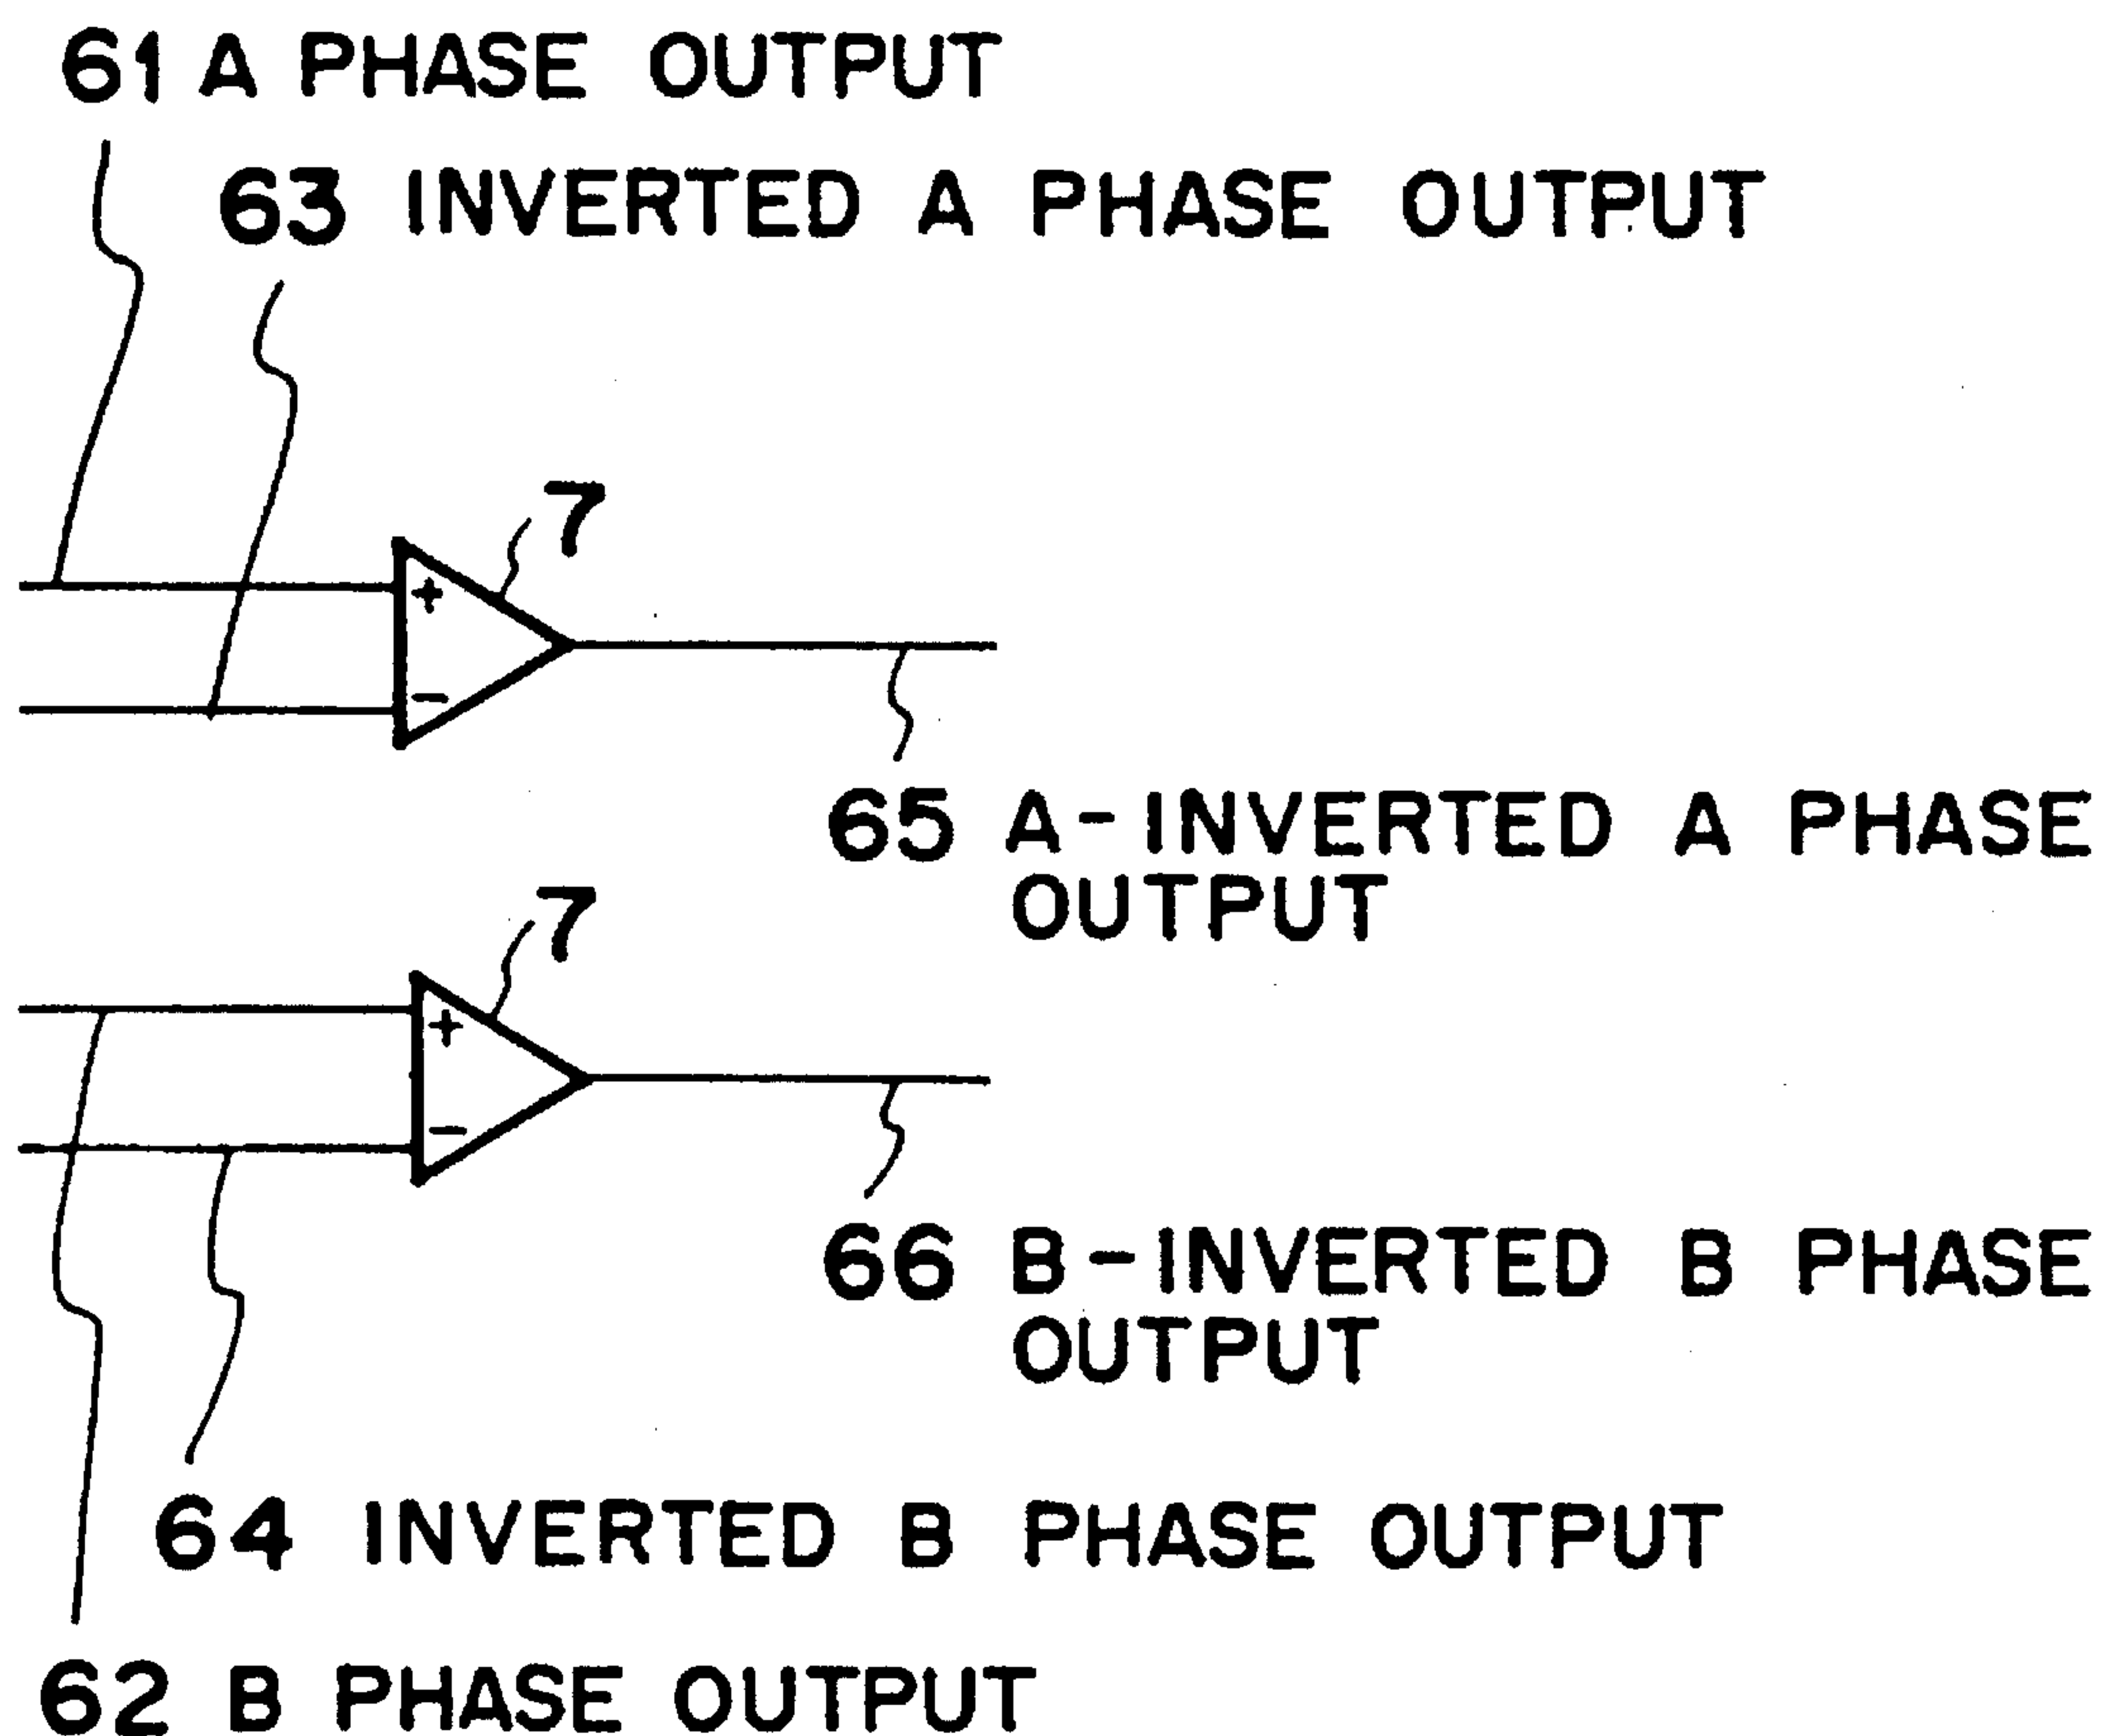 61 A PHASE OUTPUT
63 INVERTED A PHASE OUTPUT
7
+
-
65 A-INVERTED A PHASE
OUTPUT
7
+
-
66 B-INVERTED B PHASE
OUTPUT
64 INVERTED B PHASE OUTPUT
62 B PHASE OUTPUT